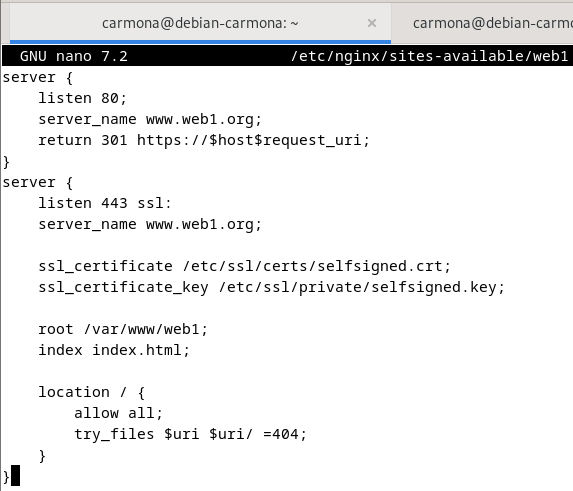 carmona@debian-carmona: ~ × carmona@debian-carmo
GNU nano 7.2 /etc/nginx/sites-available/web1
server {
    listen 80;
    server_name www.web1.org;
    return 301 https://$host$request_uri;
}
server {
    listen 443 ssl:
    server_name www.web1.org;

    ssl_certificate /etc/ssl/certs/selfsigned.crt;
    ssl_certificate_key /etc/ssl/private/selfsigned.key;

    root /var/www/web1;
    index index.html;

    location / {
        allow all;
        try_files $uri $uri/ =404;
    }
}